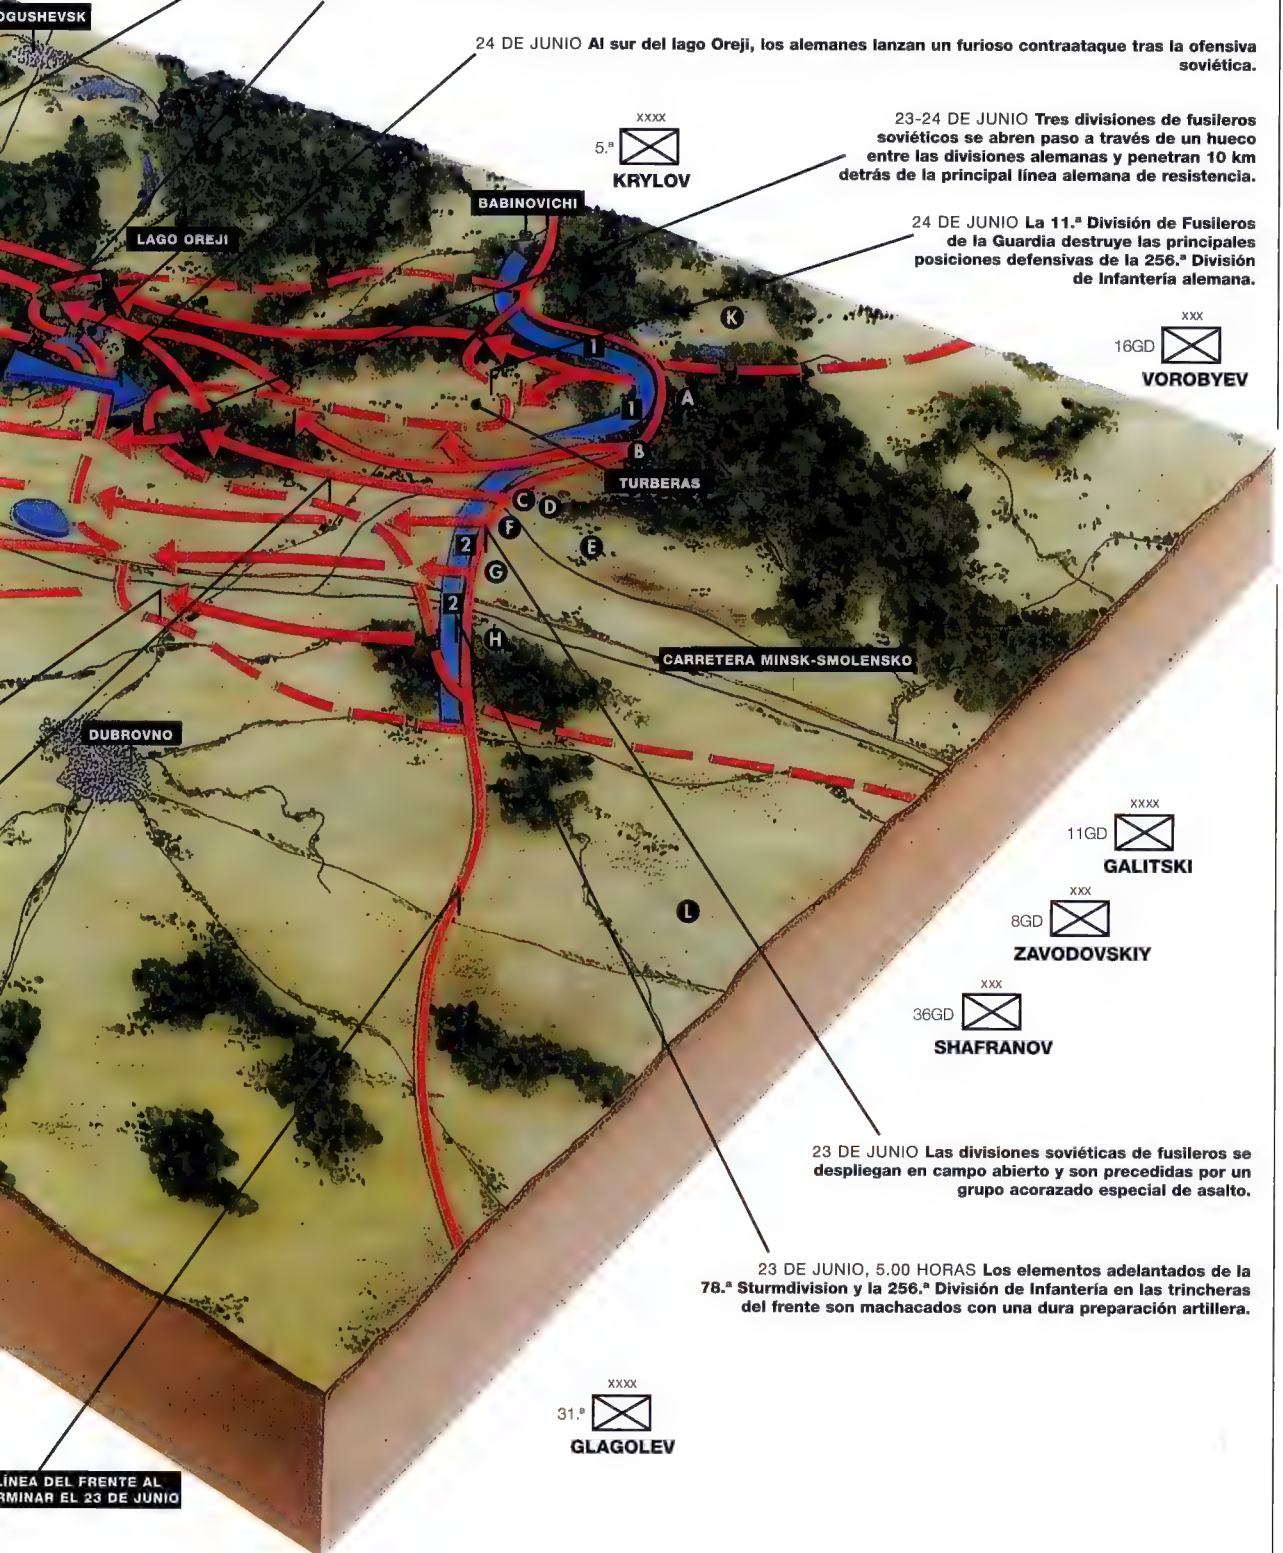 OGUSHEVSK
24 DE JUNIO Al sur del lago Oreji, los alemanes lanzan un furioso contraataque tras la ofensiva
soviética.
XXXX
5.ª
KRYLOV
23-24 DE JUNIO Tres divisiones de fusileros
soviéticos se abren paso a través de un hueco
entre las divisiones alemanas y penetran 10 km
detrás de la principal línea alemana de resistencia.
BABINOVICHI
LAGO OREJI
24 DE JUNIO La 11.ª División de Fusileros
de la Guardia destruye las principales
posiciones defensivas de la 256.ª División
de Infantería alemana.
K
XXX
16GD
VOROBYEV
1
A
1
B
TURBERAS
C
D
F
2
E
G
2
H
CARRETERA MINSK-SMOLENSKO
DUBROVNO
XXXX
11GD
GALITSKI
XXX
8GD
ZAVODOVSKIY
L
XXX
36GD
SHAFRANOV
23 DE JUNIO Las divisiones soviéticas de fusileros se
despliegan en campo abierto y son precedidas por un
grupo acorazado especial de asalto.
23 DE JUNIO, 5.00 HORAS Los elementos adelantados de la
78.ª Sturmdivision y la 256.ª División de Infantería en las trincheras
del frente son machacados con una dura preparación artillera.
XXXX
31.ª
GLAGOLEV
LÍNEA DEL FRENTE AL
RMINAR EL 23 DE JUNIO